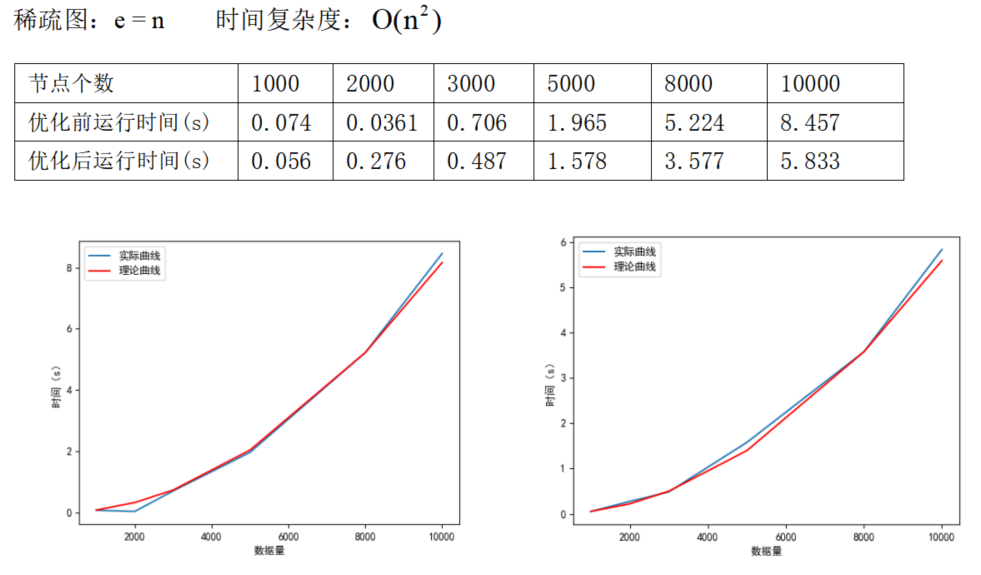 稀疏图：e = n 时间复杂度：O(n²)
节点个数 1000 2000 3000 5000 8000 10000
优化前运行时间(s) 0.074 0.0361 0.706 1.965 5.224 8.457
优化后运行时间(s) 0.056 0.276 0.487 1.578 3.577 5.833
实际曲线
理论曲线
8
6
4
2
0
时间（s）
2000 4000 6000 8000 10000
数据量
实际曲线
理论曲线
6
5
4
3
2
1
0
时间（s）
2000 4000 6000 8000 10000
数据量